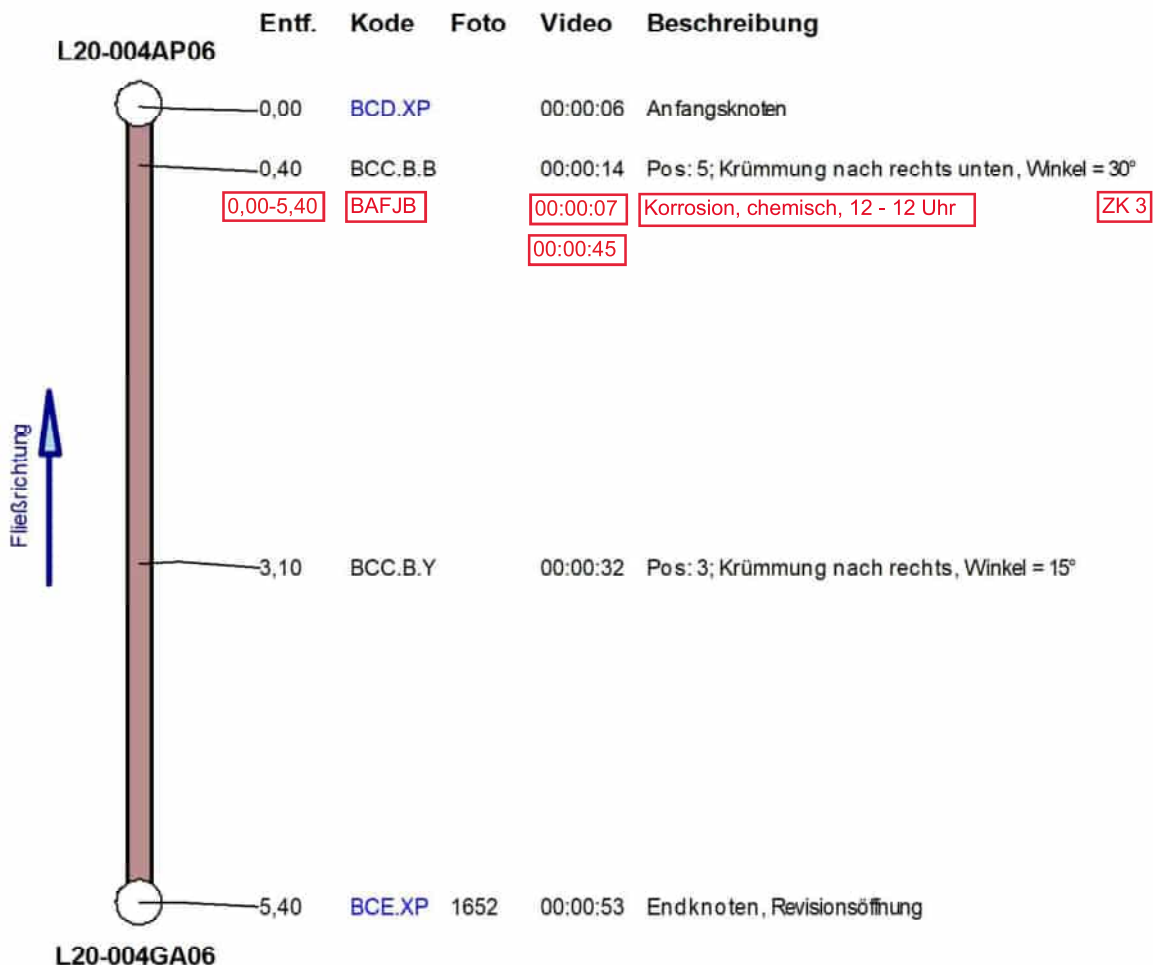 Entf. Kode Foto Video Beschreibung
L20-004AP06
0,00 BCD.XP 00:00:06 Anfangsknoten
0,40 BCC.B.B 00:00:14 Pos: 5; Krümmung nach rechts unten, Winkel = 30°
0,00-5,40 BAFJB 00:00:07 Korrosion, chemisch, 12 - 12 Uhr ZK 3
00:00:45
Fließrichtung
3,10 BCC.B.Y 00:00:32 Pos: 3; Krümmung nach rechts, Winkel = 15°
5,40 BCE.XP 1652 00:00:53 Endknoten, Revisionsöffnung
L20-004GA06